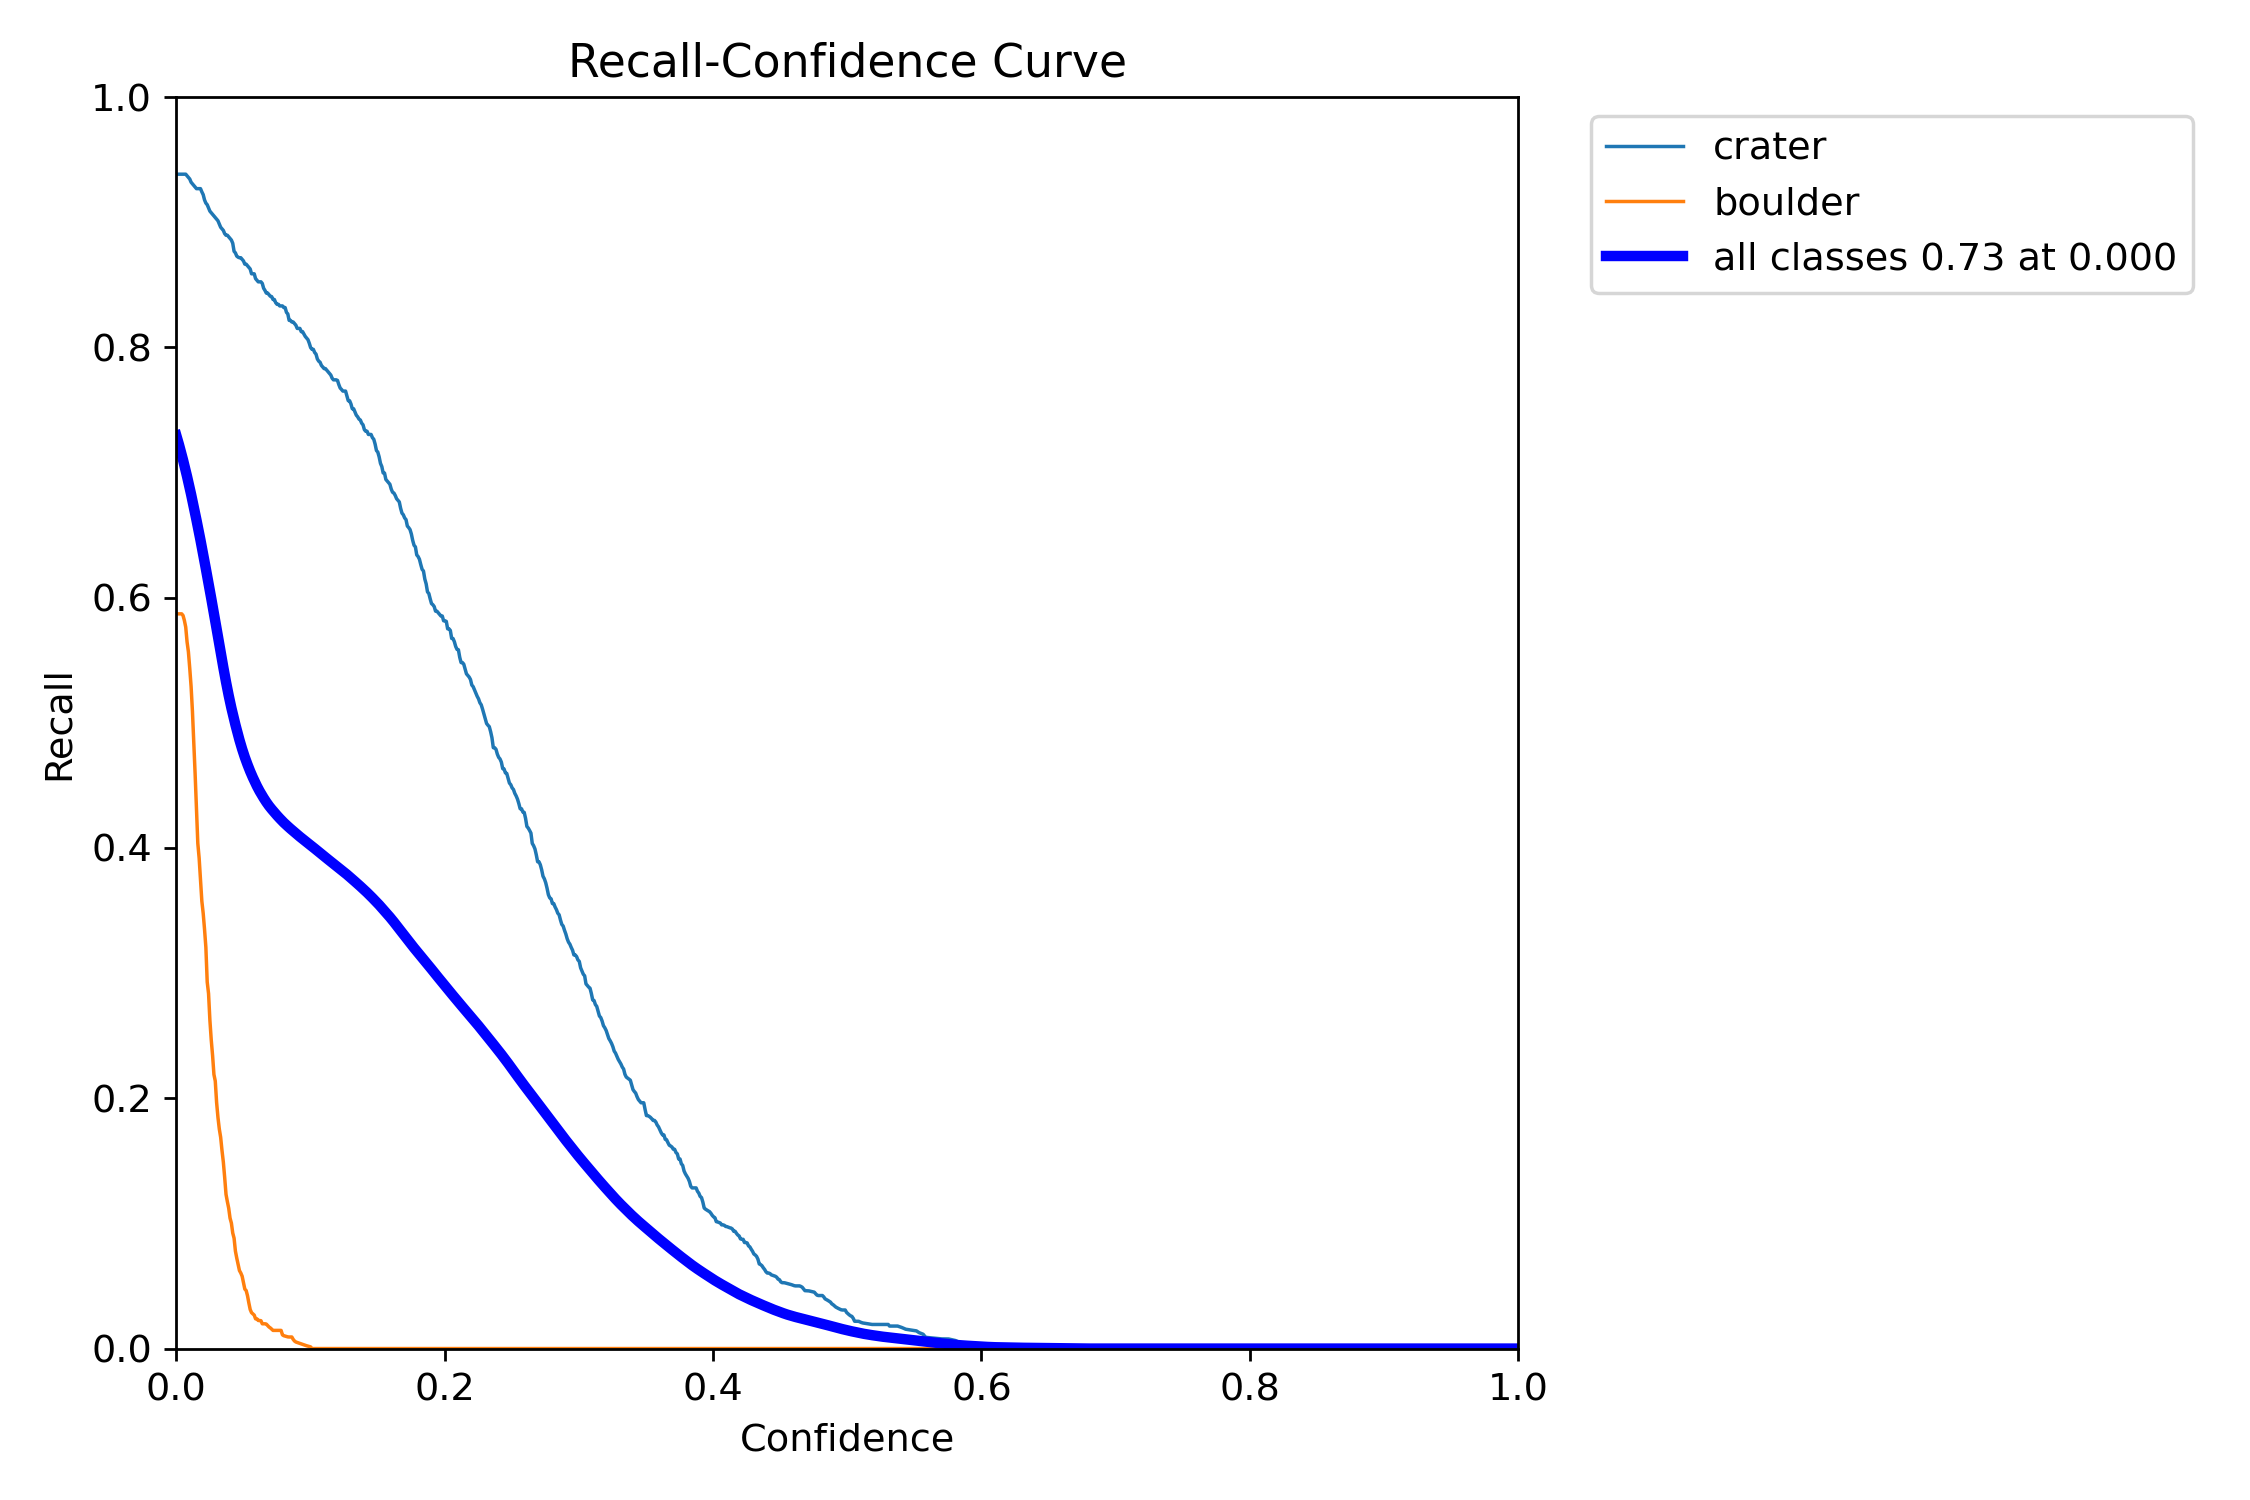 Recall-Confidence Curve
1.0
0.8
0.6
0.4
0.2
0.0
Recall
0.0 0.2 0.4 0.6 0.8 1.0
Confidence
crater
boulder
all classes 0.73 at 0.000